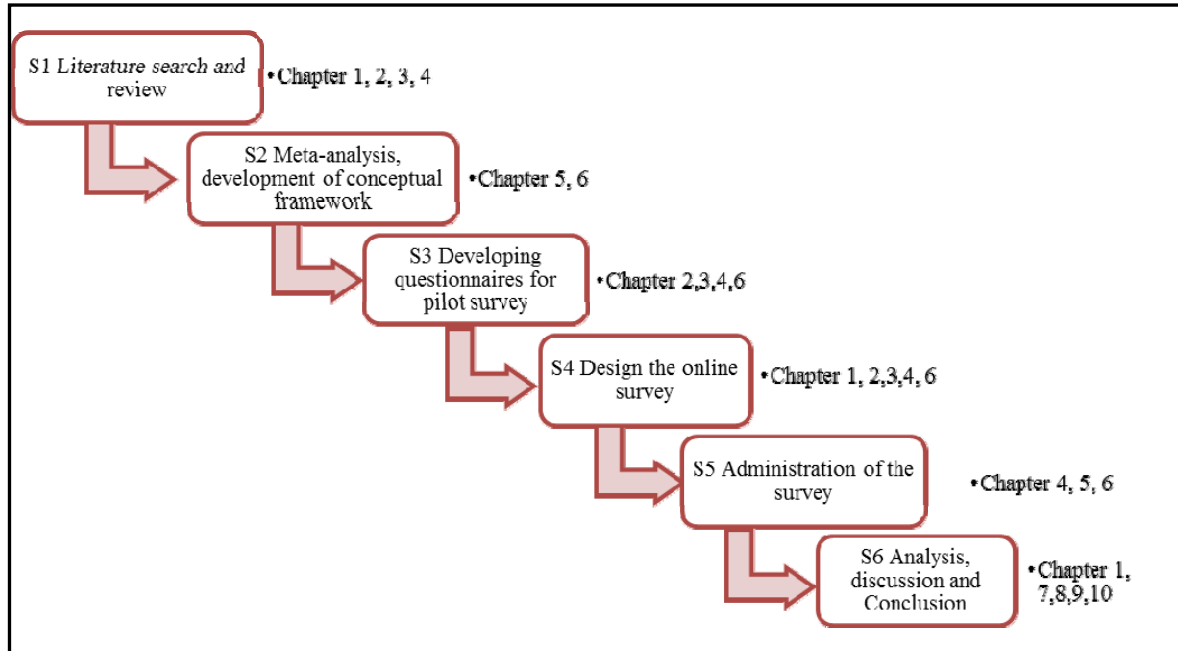 S1 Literature search and
review
•Chapter 1, 2, 3, 4
S2 Meta-analysis,
development of conceptual
framework
•Chapter 5, 6
S3 Developing
questionnaires for
pilot survey
•Chapter 2,3,4,6
S4 Design the online
survey
•Chapter 1, 2,3,4, 6
S5 Administration of the
survey
•Chapter 4, 5, 6
S6 Analysis,
discussion and
Conclusion
•Chapter 1,
7,8,9,10